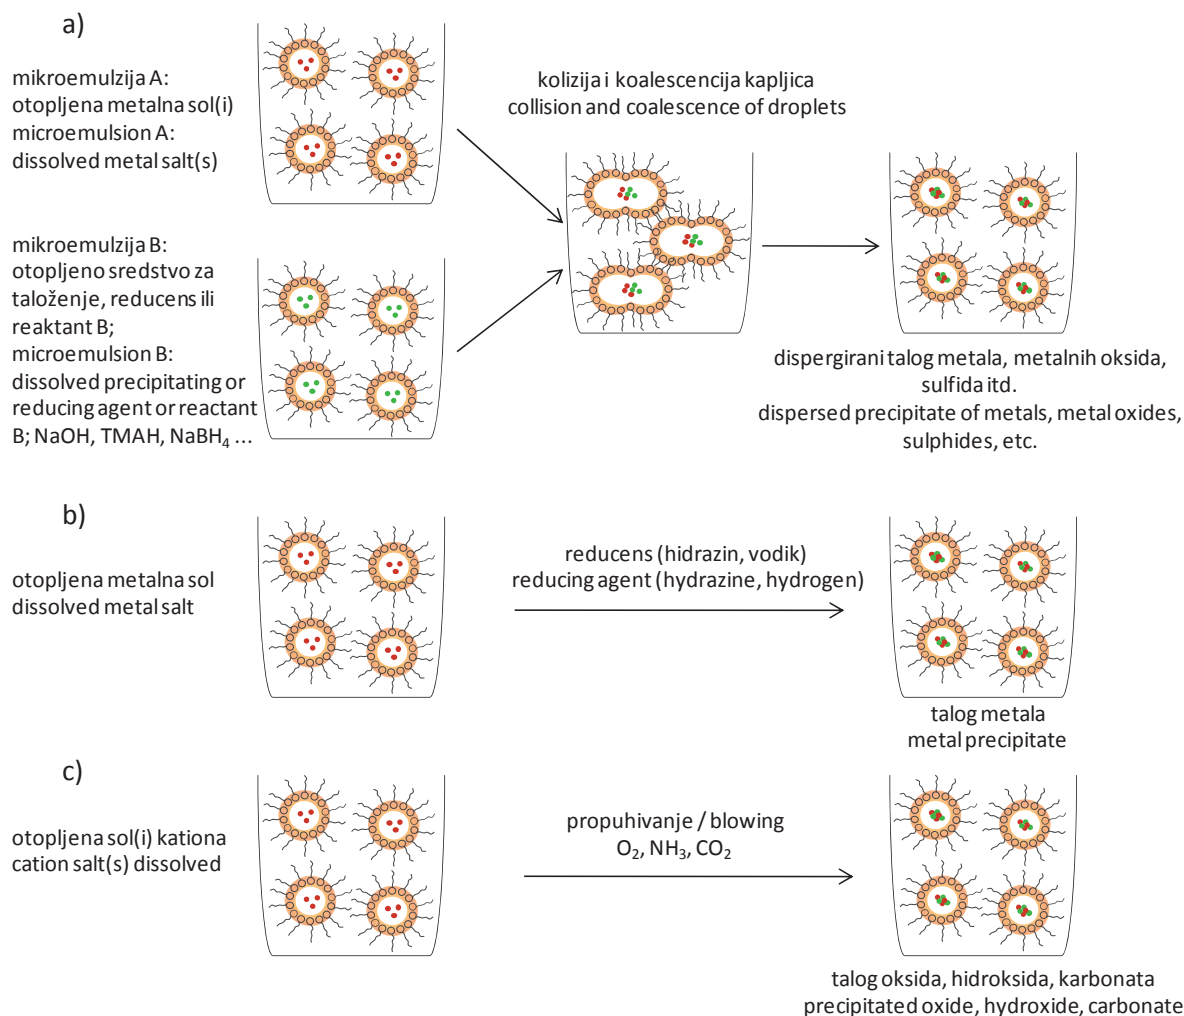 a)
mikroemulzija A:
otopljena metalna sol(i)
microemulsion A:
dissolved metal salt(s)
kolizija i koalescencija kapljica
collision and coalescence of droplets
mikroemulzija B:
otopljeno sredstvo za
taloženje, reducens ili
reaktant B;
microemulsion B:
dissolved precipitating or
reducing agent or reactant
B; NaOH, TMAH, NaBH₄ ...
dispergirani talog metala, metalnih oksida,
sulfida itd.
dispersed precipitate of metals, metal oxides,
sulphides, etc.
b)
otopljena metalna sol
dissolved metal salt
reducens (hidrazin, vodik)
reducing agent (hydrazine, hydrogen)
talog metala
metal precipitate
c)
otopljena sol(i) kationa
cation salt(s) dissolved
propuhivanje / blowing
O₂, NH₃, CO₂
talog oksida, hidroksida, karbonata
precipitated oxide, hydroxide, carbonate